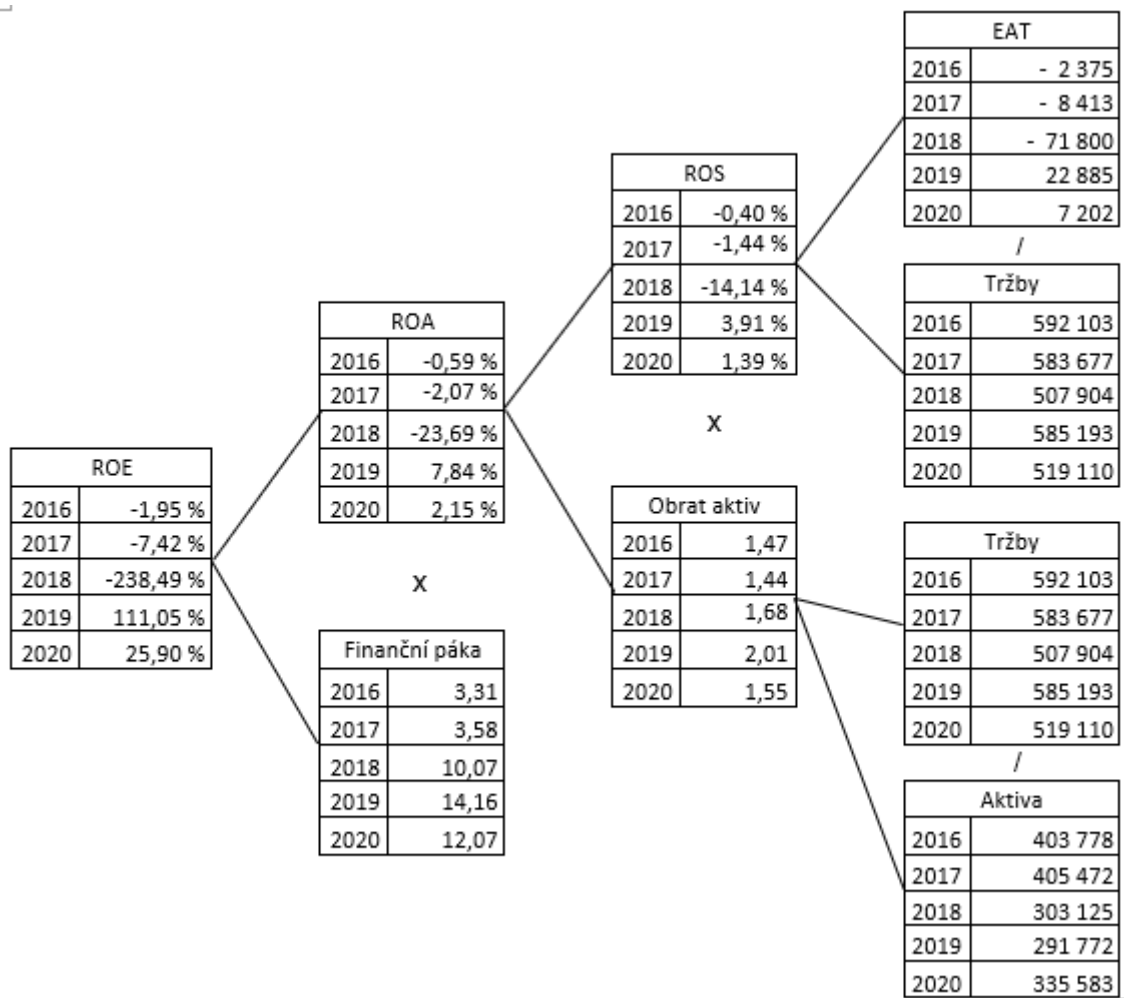 EAT
2016 - 2 375
2017 - 8 413
2018 - 71 800
2019 22 885
2020 7 202
/
ROS
2016 -0,40 %
2017 -1,44 %
2018 -14,14 %
2019 3,91 %
2020 1,39 %
Tržby
2016 592 103
2017 583 677
2018 507 904
2019 585 193
2020 519 110
ROA
2016 -0,59 %
2017 -2,07 %
2018 -23,69 %
2019 7,84 %
2020 2,15 %
X
ROE
2016 -1,95 %
2017 -7,42 %
2018 -238,49 %
2019 111,05 %
2020 25,90 %
Obrat aktiv
2016 1,47
2017 1,44
2018 1,68
2019 2,01
2020 1,55
Tržby
2016 592 103
2017 583 677
2018 507 904
2019 585 193
2020 519 110
/
X
Finanční páka
2016 3,31
2017 3,58
2018 10,07
2019 14,16
2020 12,07
Aktiva
2016 403 778
2017 405 472
2018 303 125
2019 291 772
2020 335 583